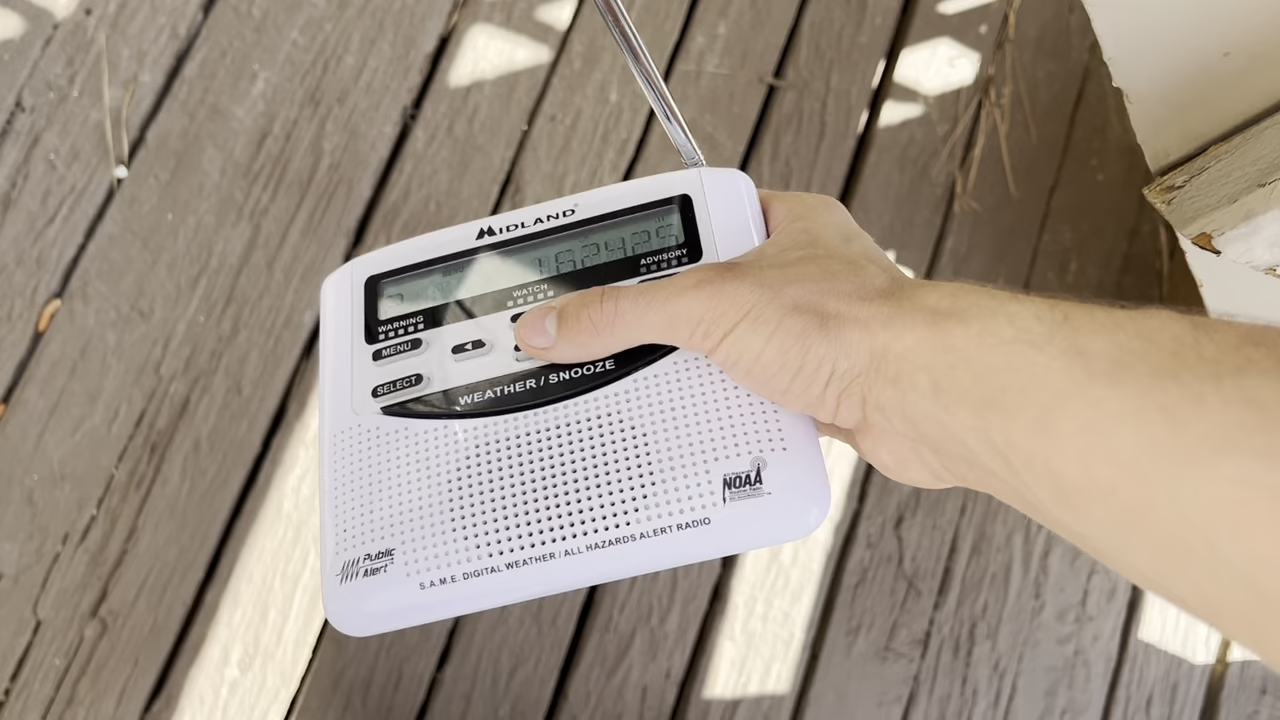 MIDLAND
WARNING
WATCH
ADVISORY
MENU
SELECT
WEATHER / SNOOZE
NOAA
Public
Alert
S.A.M.E. DIGITAL WEATHER / ALL HAZARDS ALERT RADIO